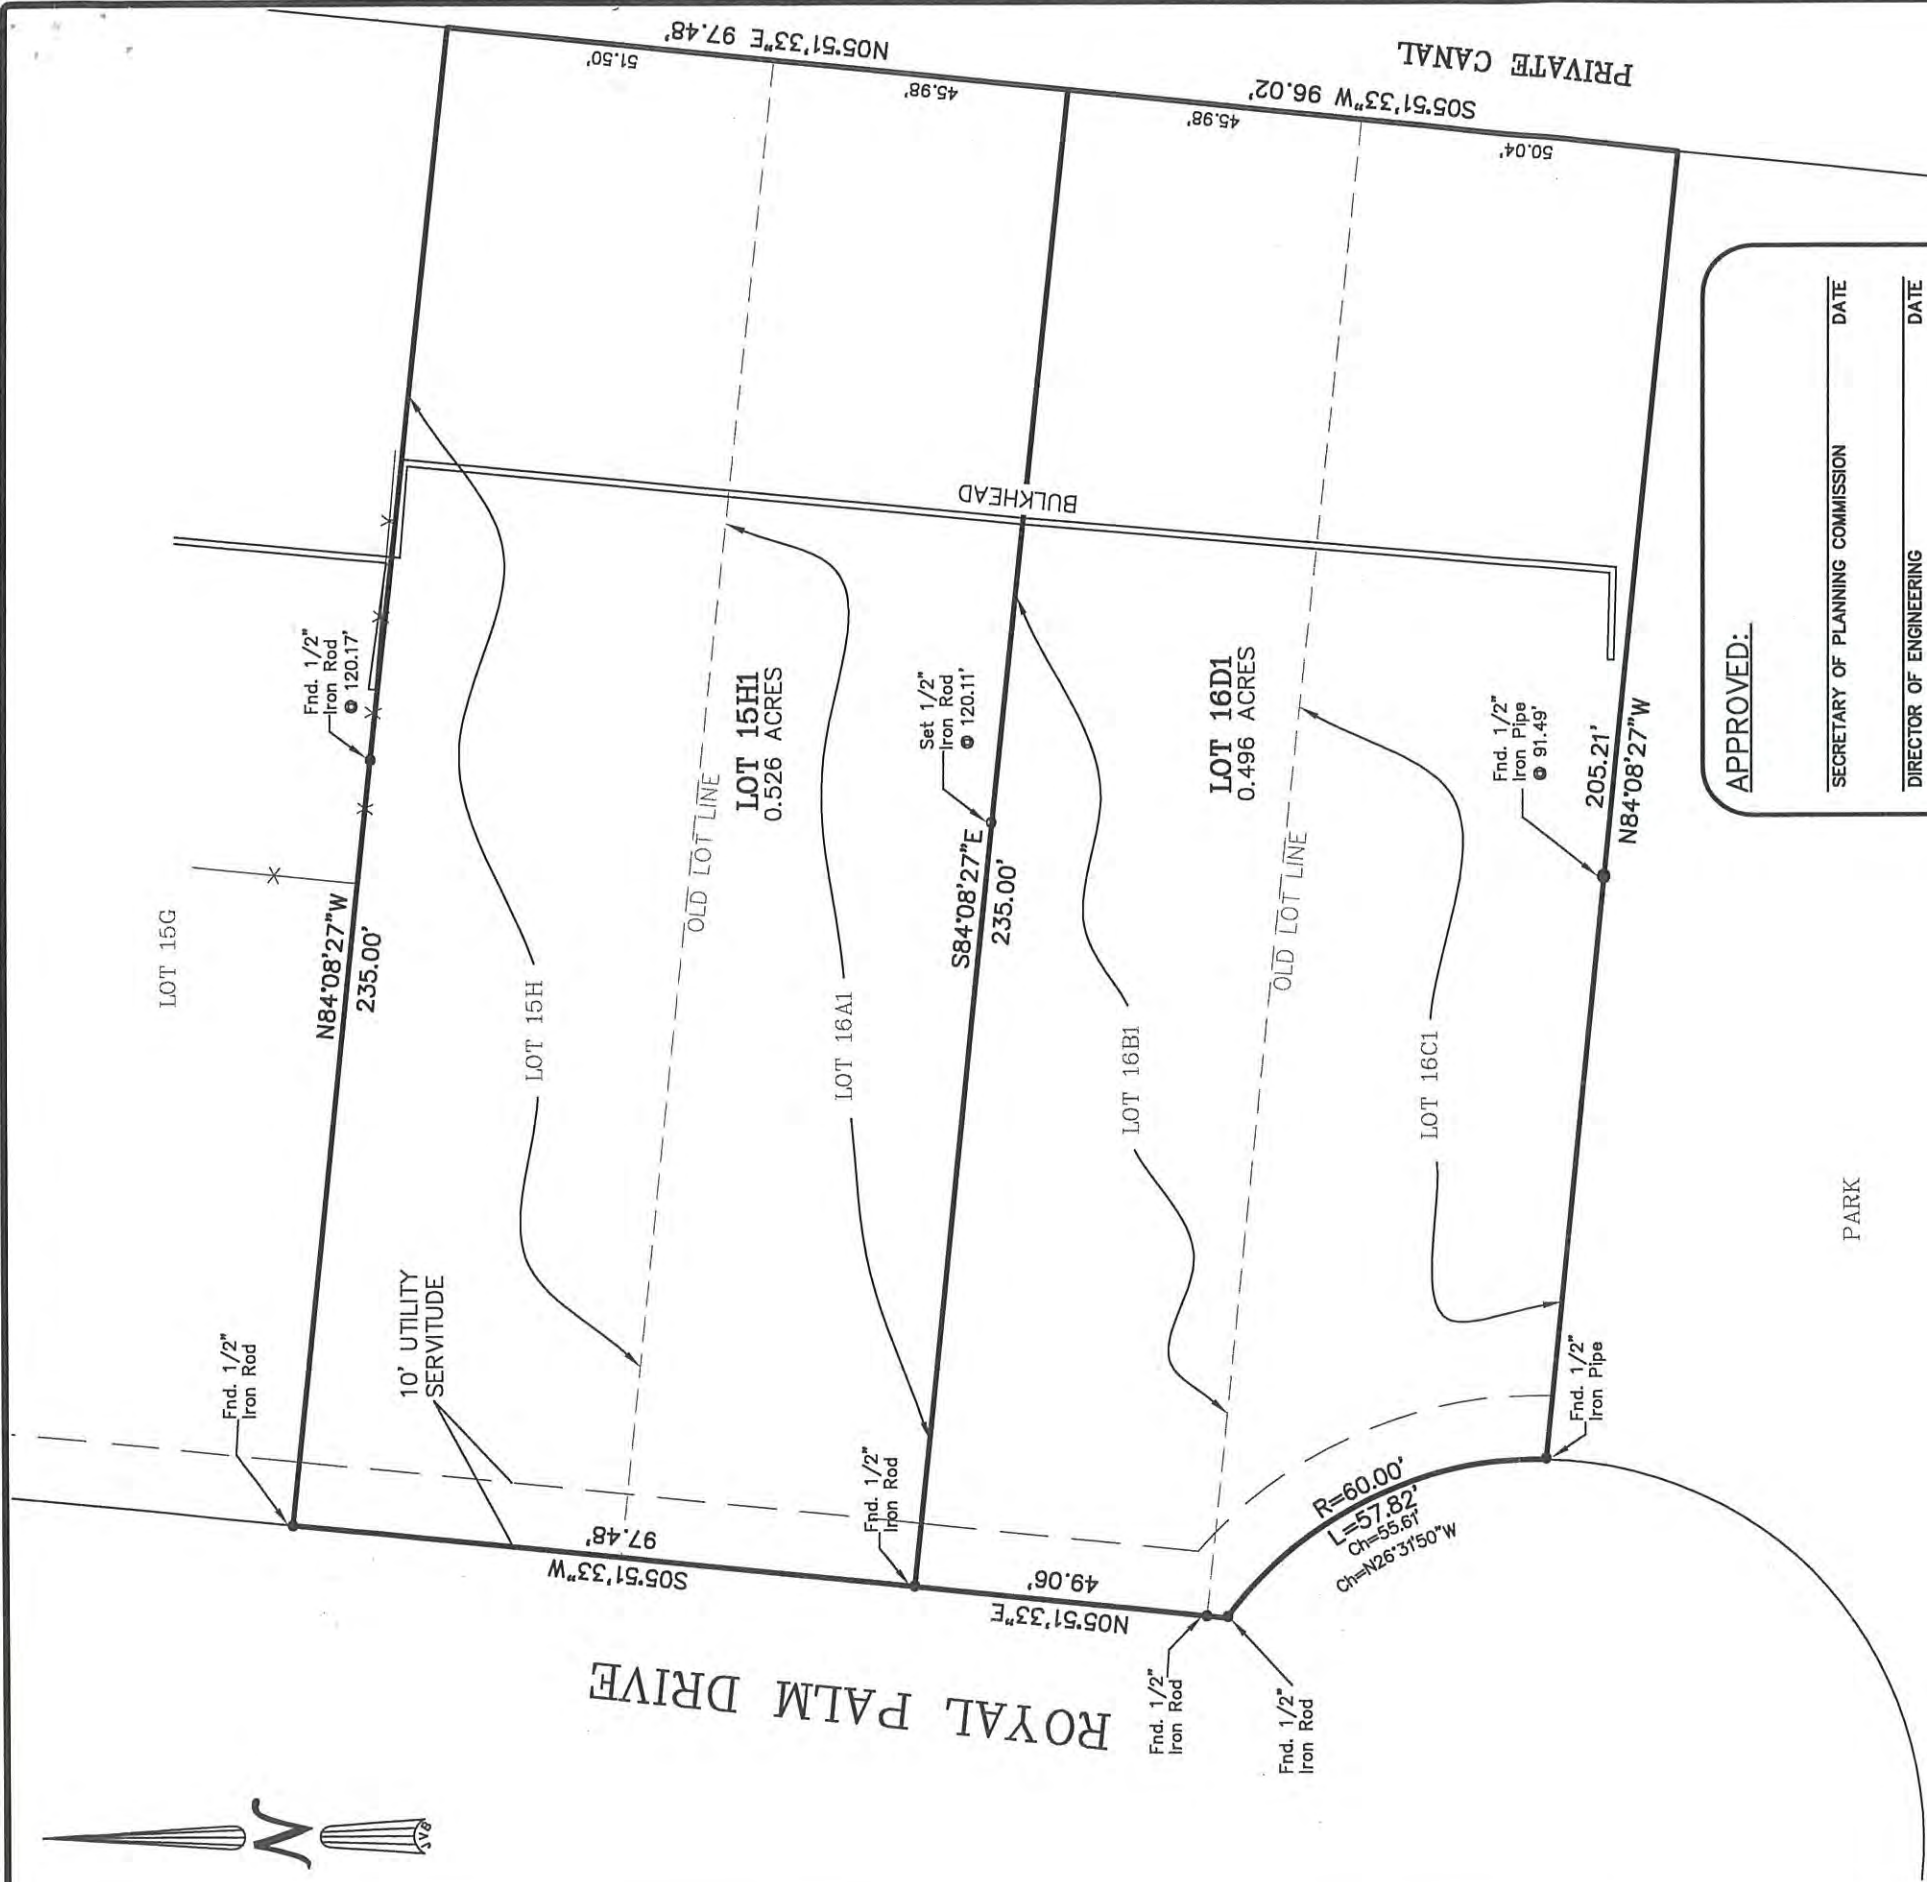 N05°51'33"E 97.48'
51.50'
45.98'
S05°51'33"W 96.02'
45.98'
50.04'
PRIVATE CANAL
BULKHEAD
Fnd. 1/2"
Iron Rod
@ 120.17'
LOT 15G
N84°08'27"W
235.00'
LOT 15H1
0.526 ACRES
OLD LOT LINE
LOT 15H
LOT 16A1
Set 1/2"
Iron Rod
@ 120.11'
S84°08'27"E
235.00'
LOT 16D1
0.496 ACRES
OLD LOT LINE
LOT 16B1
LOT 16C1
Fnd. 1/2"
Iron Pipe
@ 91.49'
205.21'
N84°08'27"W
APPROVED:
SECRETARY OF PLANNING COMMISSION
DATE
DIRECTOR OF ENGINEERING
DATE
PARK
10' UTILITY
SERVITUDE
Fnd. 1/2"
Iron Rod
Fnd. 1/2"
Iron Rod
Fnd. 1/2"
Iron Pipe
97.48'
S05°51'33"W
49.06'
N05°51'33"E
R=60.00'
L=57.82'
Ch=55.61'
Ch=N26°31'50"W
Fnd. 1/2"
Iron Rod
Fnd. 1/2"
Iron Rod
ROYAL PALM DRIVE
N
JVB